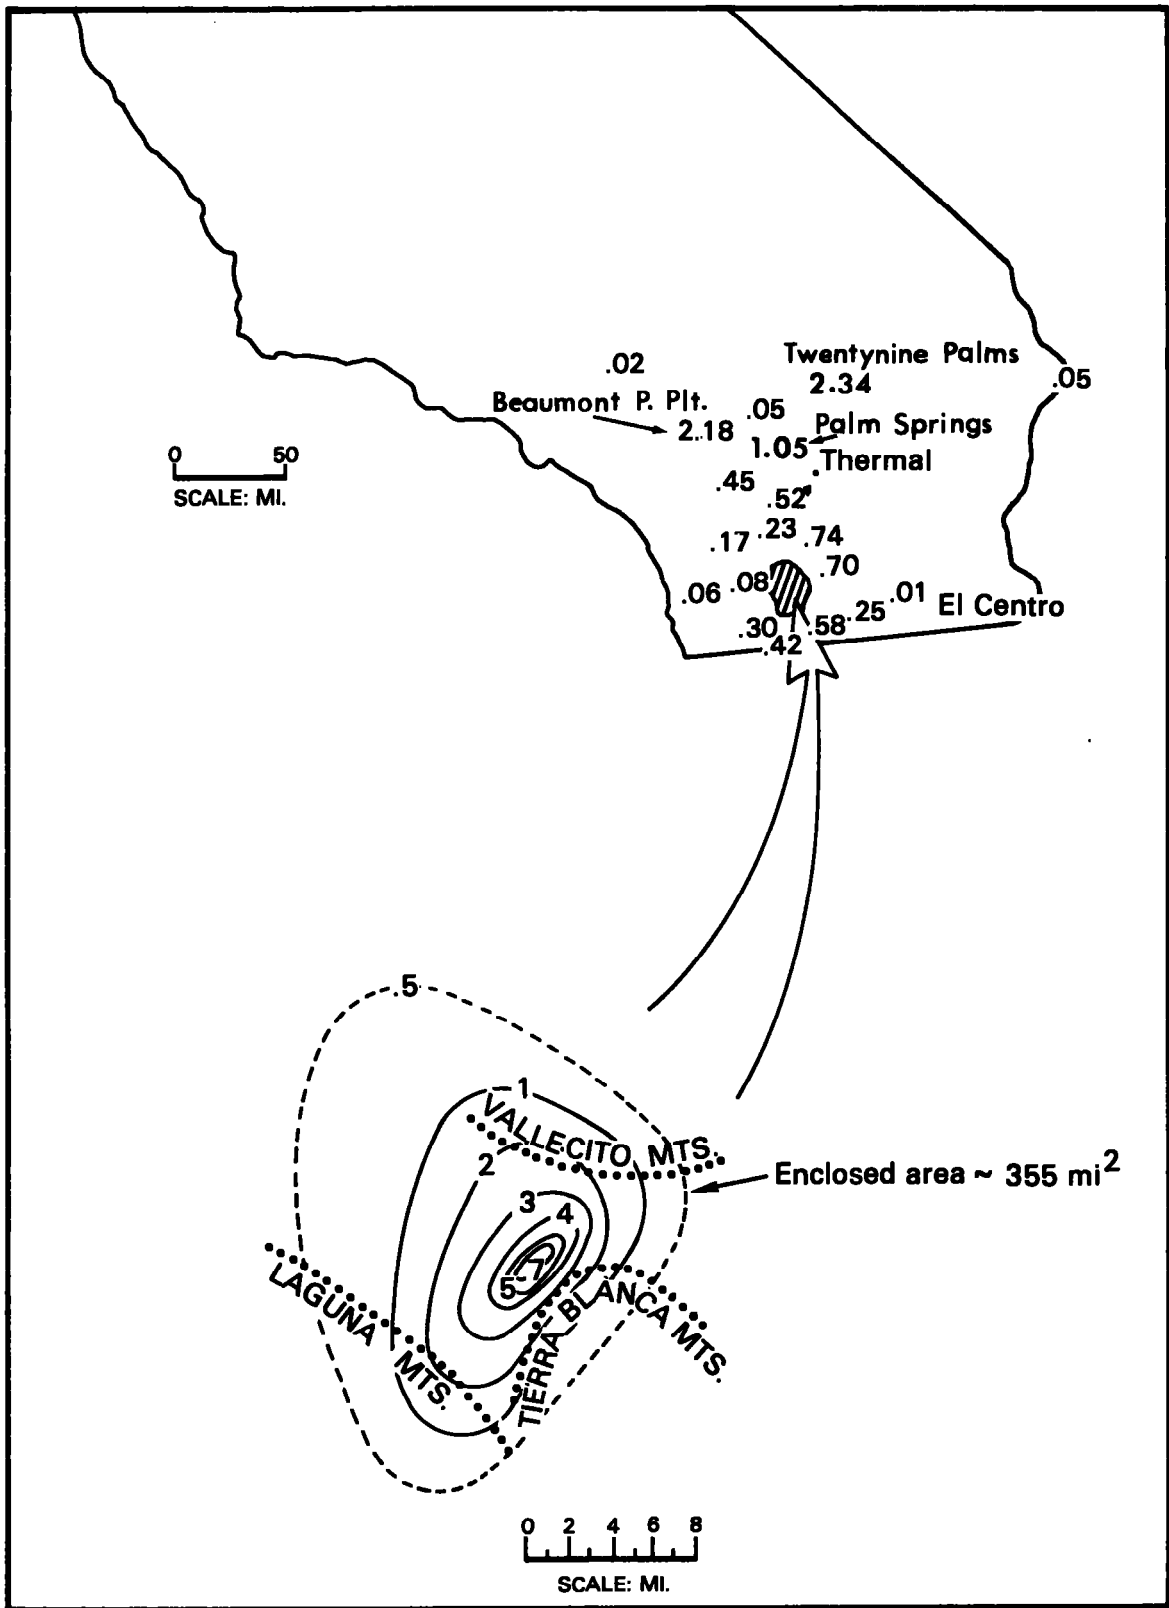 Twentynine Palms
.02
2.34
.05
Beaumont P. Plt.
.05
2.18
Palm Springs
1.05
Thermal
0 50
SCALE: MI.
.45
.52
.17
.23
.74
.70
.06
.08
.01
.25
El Centro
.30
.58
.42
.5
1
VALLECITO MTS.
2
Enclosed area ~ 355 mi²
3
4
5
7
LAGUNA MTS.
TIERRA BLANCA MTS.
0 2 4 6 8
SCALE: MI.